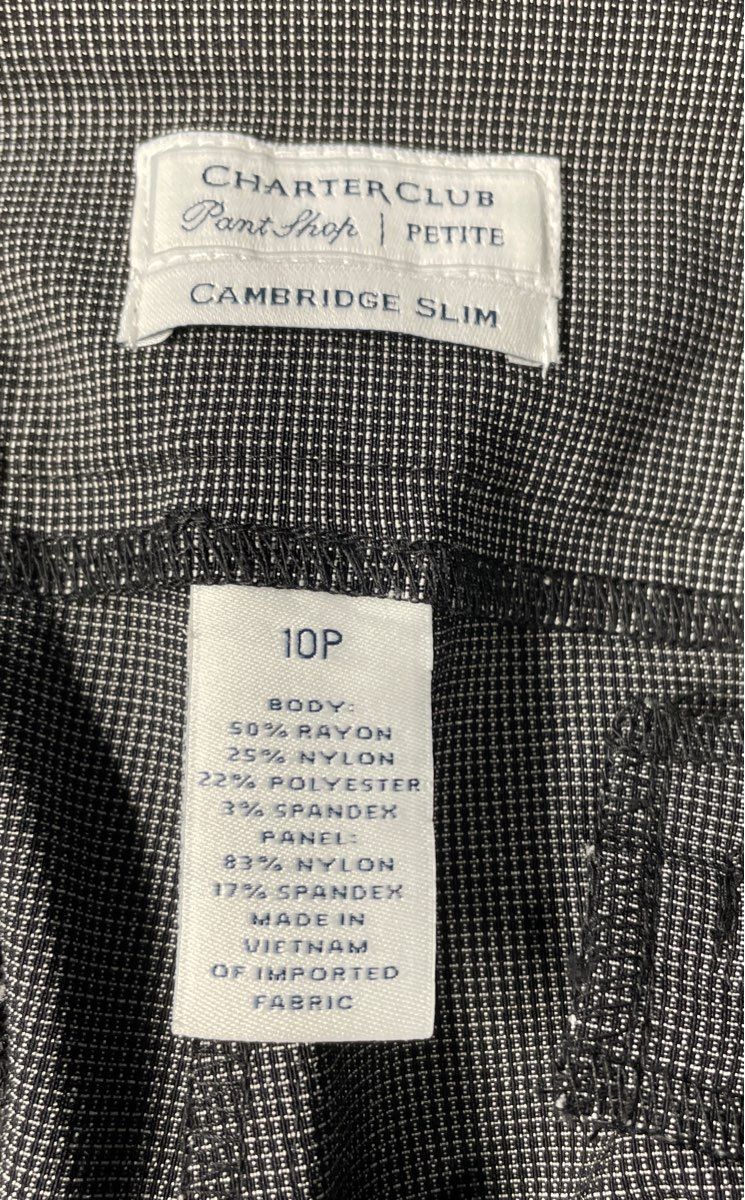 CHARTER CLUB
Pant Shop | PETITE
CAMBRIDGE SLIM
10P
BODY:
50% RAYON
25% NYLON
22% POLYESTER
3% SPANDEX
PANEL:
83% NYLON
17% SPANDEX
MADE IN
VIETNAM
OF IMPORTED
FABRIC